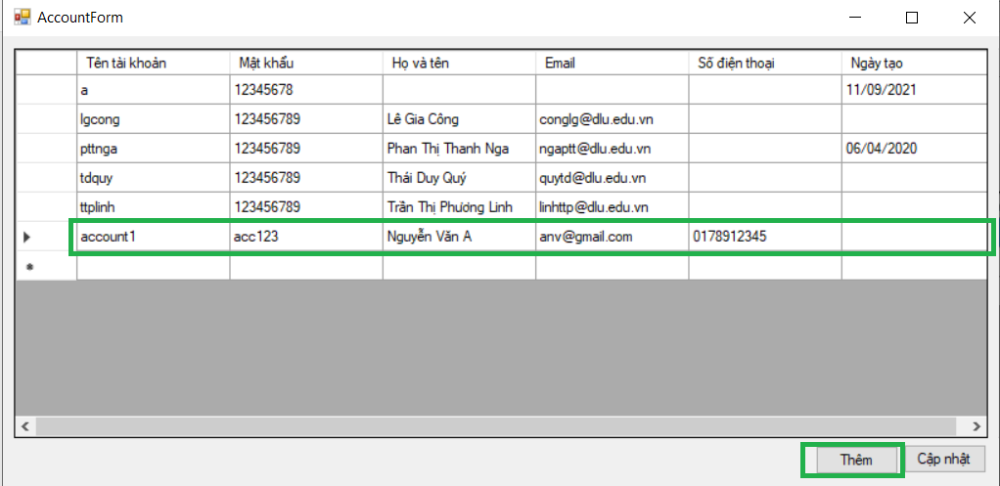 AccountForm
Tên tài khoản Mật khẩu Họ và tên Email Số điện thoại Ngày tạo
a 12345678 11/09/2021
lgcong 123456789 Lê Gia Công conglg@dlu.edu.vn
pttnga 123456789 Phan Thị Thanh Nga ngaptt@dlu.edu.vn 06/04/2020
tdquy 123456789 Thái Duy Quý quytd@dlu.edu.vn
ttplinh 123456789 Trần Thị Phương Linh linhttp@dlu.edu.vn
account1 acc123 Nguyễn Văn A anv@gmail.com 0178912345
Thêm Cập nhật